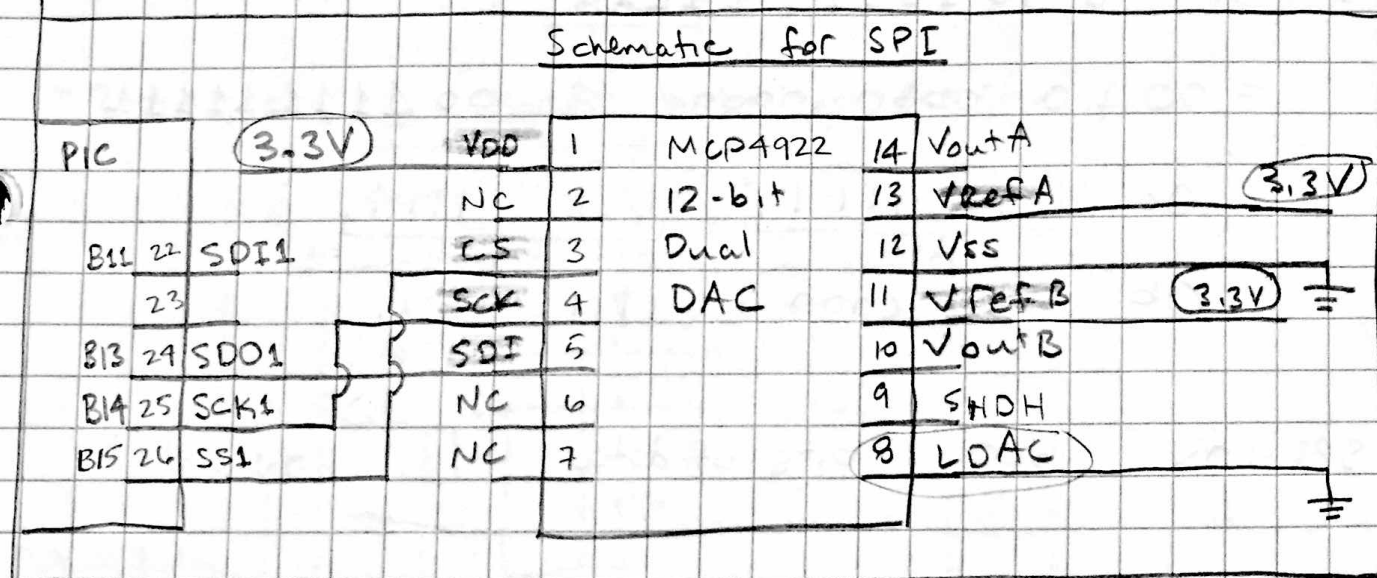 Schematic for SPI
PIC 3.3V VDD 1 MCP4922 14 VoutA
NC 2 12-bit 13 VRefA 3.3V
B11 22 SDI1 CS 3 Dual 12 Vss
23 SCK 4 DAC 11 VrefB 3.3V
B13 24 SDO1 SDI 5 10 VoutB
B14 25 SCK1 NC 6 9 SHDH
B15 26 SS1 NC 7 8 LDAC